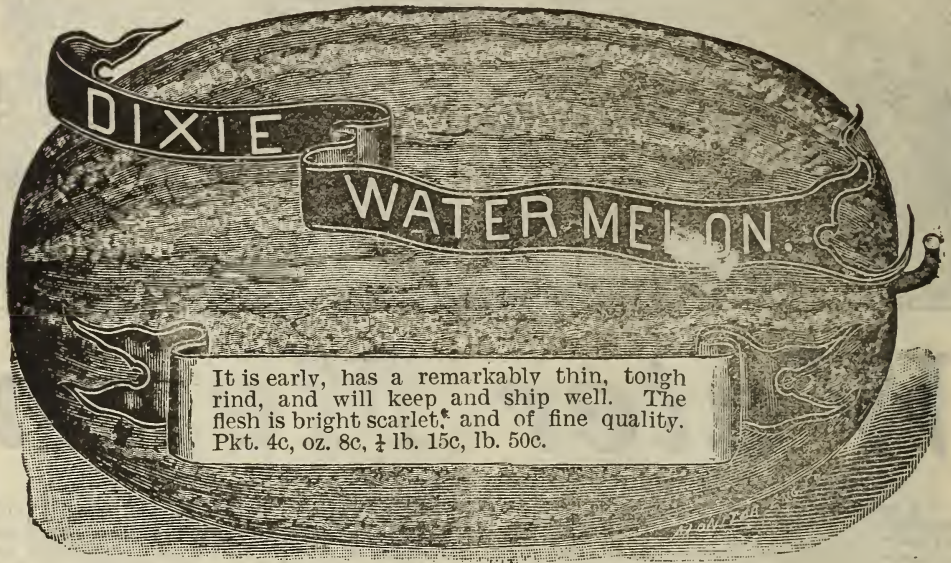 DIXIE
WATER MELON.
It is early, has a remarkably thin, tough
rind, and will keep and ship well. The
flesh is bright scarlet, and of fine quality.
Pkt. 4c, oz. 8c, ¼ lb. 15c, lb. 50c.